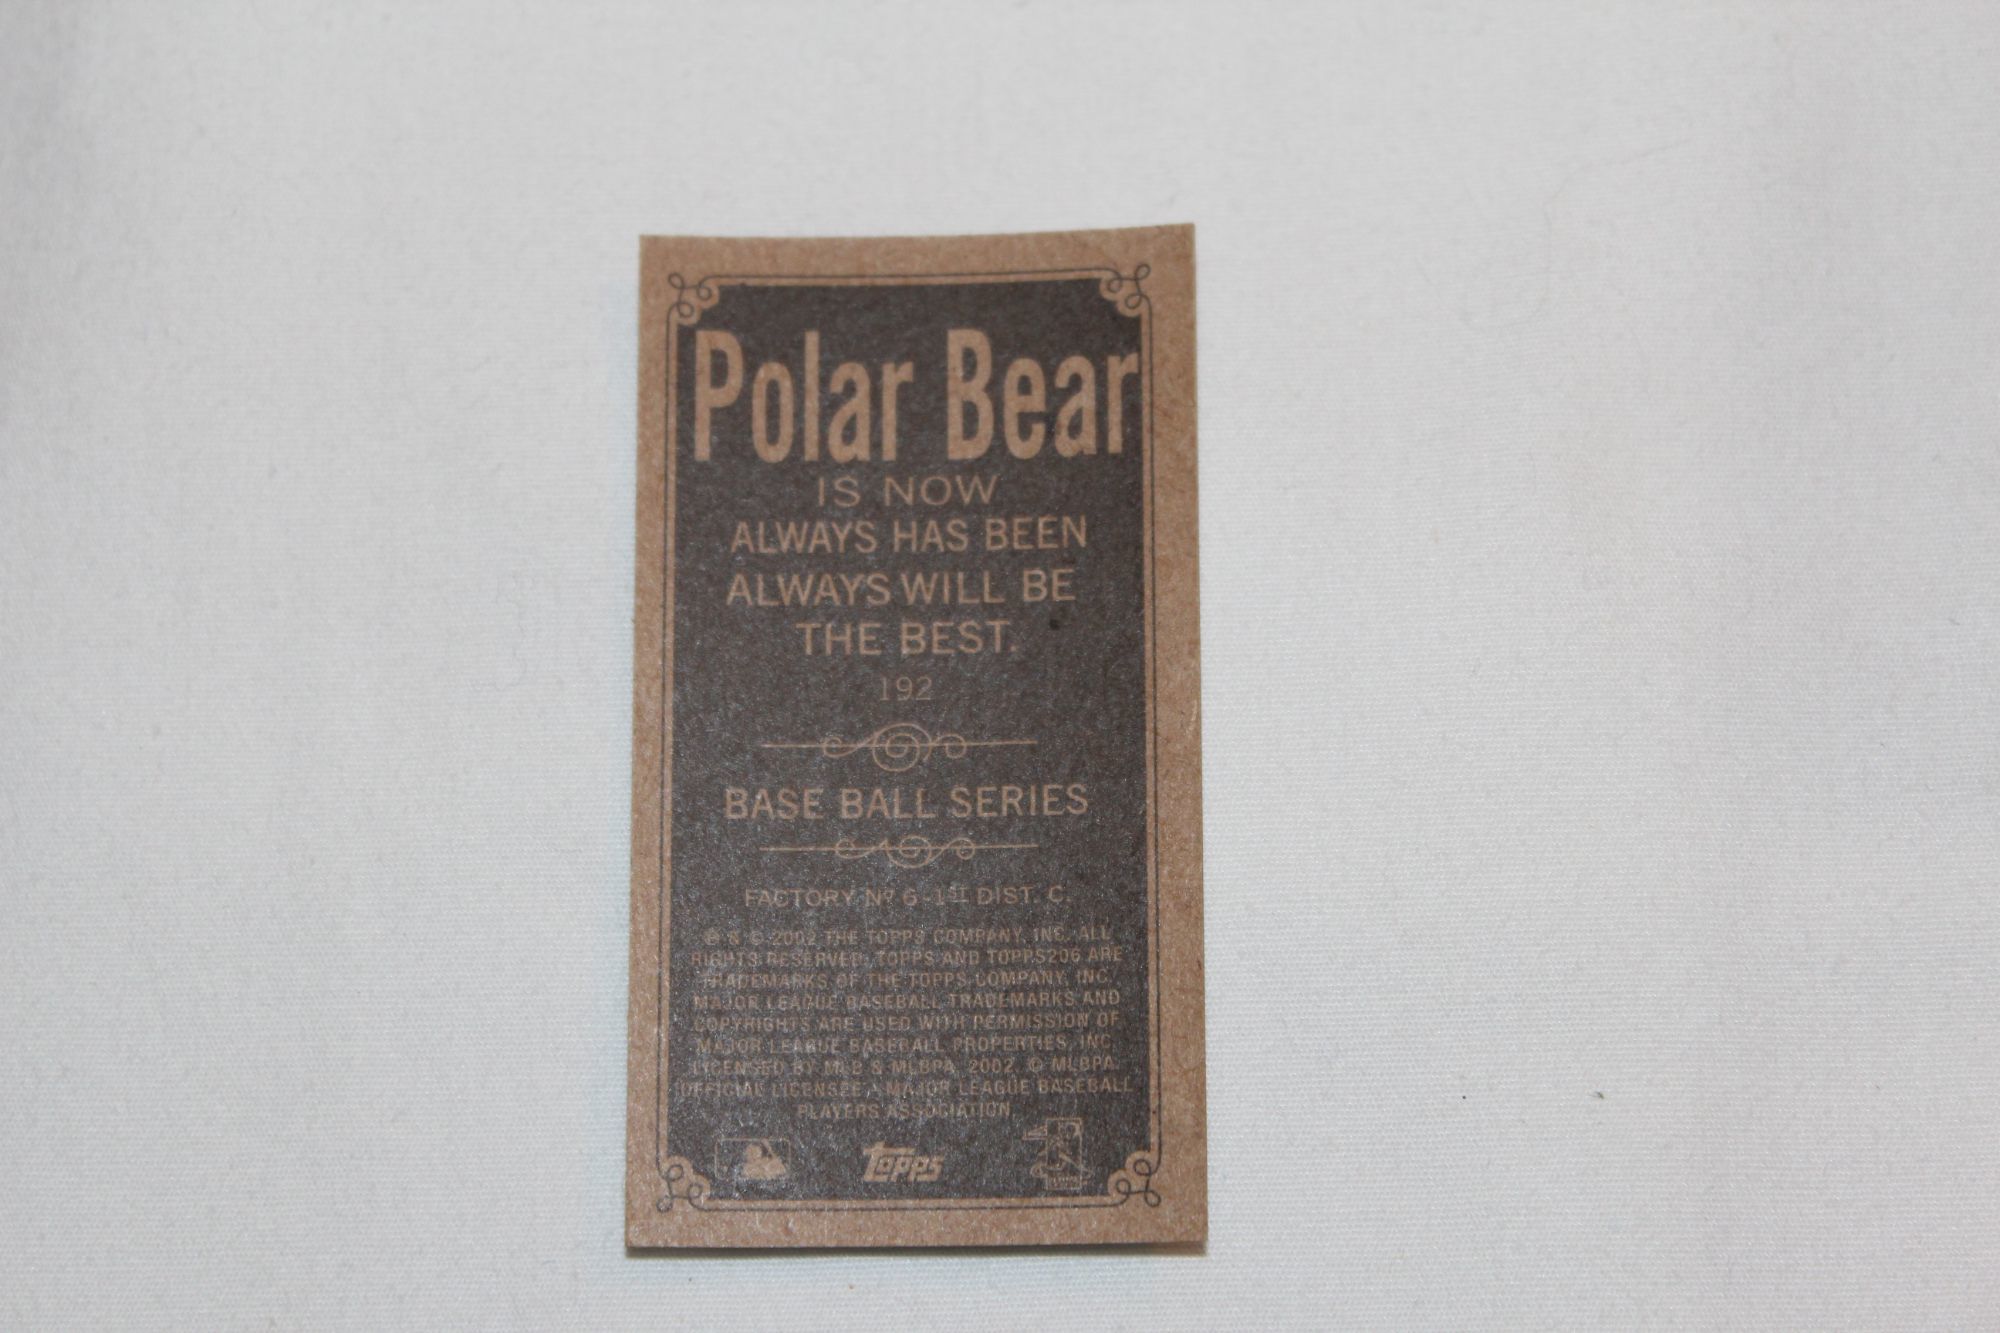 Polar Bear
IS NOW
ALWAYS HAS BEEN
ALWAYS WILL BE
THE BEST.
192
BASE BALL SERIES
FACTORY Nº 6 - 1ST DIST. C.
® & © 2002 THE TOPPS COMPANY, INC. ALL
RIGHTS RESERVED. TOPPS AND TOPPS206 ARE
TRADEMARKS OF THE TOPPS COMPANY, INC.
MAJOR LEAGUE BASEBALL TRADEMARKS AND
COPYRIGHTS ARE USED WITH PERMISSION OF
MAJOR LEAGUE BASEBALL PROPERTIES, INC.
LICENSED BY MLB & MLBPA, 2002. © MLBPA
OFFICIAL LICENSEE - MAJOR LEAGUE BASEBALL
PLAYERS ASSOCIATION
Topps